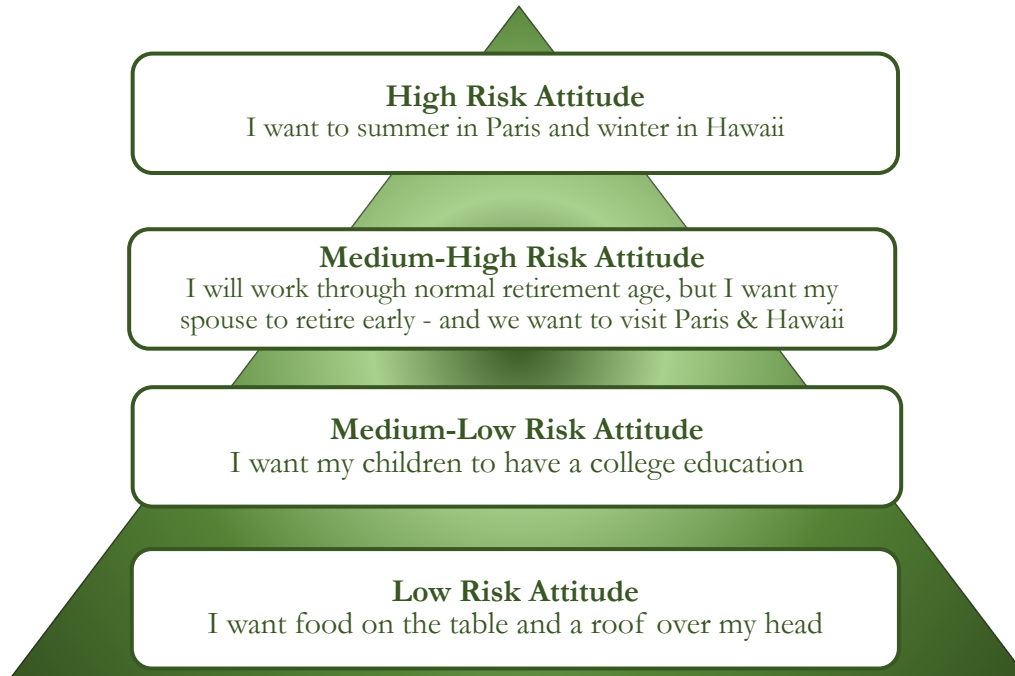 High Risk Attitude
I want to summer in Paris and winter in Hawaii
Medium-High Risk Attitude
I will work through normal retirement age, but I want my
spouse to retire early - and we want to visit Paris & Hawaii
Medium-Low Risk Attitude
I want my children to have a college education
Low Risk Attitude
I want food on the table and a roof over my head